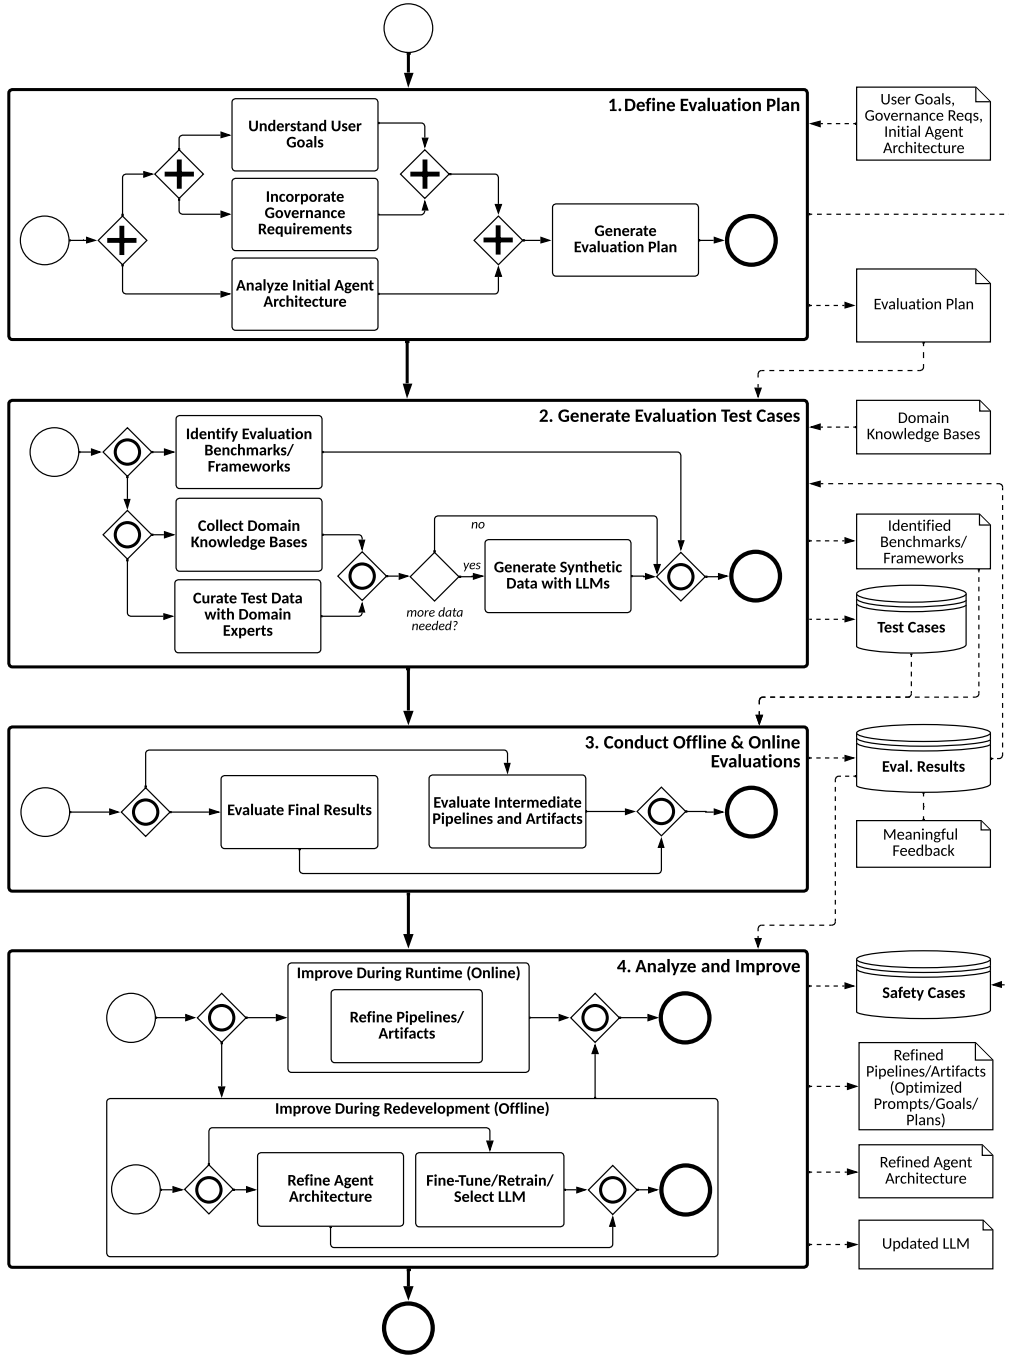 1. Define Evaluation Plan
Understand User
Goals
Incorporate
Governance
Requirements
Analyze Initial Agent
Architecture
Generate
Evaluation Plan
User Goals,
Governance Reqs,
Initial Agent
Architecture
Evaluation Plan
2. Generate Evaluation Test Cases
Identify Evaluation
Benchmarks/
Frameworks
Collect Domain
Knowledge Bases
Curate Test Data
with Domain
Experts
no
yes
more data
needed?
Generate Synthetic
Data with LLMs
Domain
Knowledge Bases
Identified
Benchmarks/
Frameworks
Test Cases
3. Conduct Offline & Online
Evaluations
Evaluate Final Results
Evaluate Intermediate
Pipelines and Artifacts
Eval. Results
Meaningful
Feedback
4. Analyze and Improve
Improve During Runtime (Online)
Refine Pipelines/
Artifacts
Improve During Redevelopment (Offline)
Refine Agent
Architecture
Fine-Tune/Retrain/
Select LLM
Safety Cases
Refined
Pipelines/Artifacts
(Optimized
Prompts/Goals/
Plans)
Refined Agent
Architecture
Updated LLM